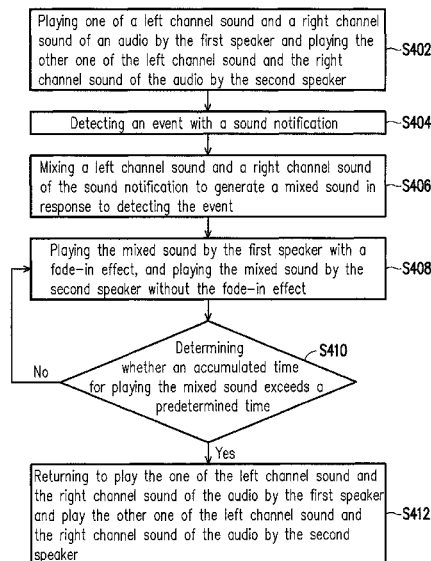 Playing one of a left channel sound and a right channel
sound of an audio by the first speaker and playing the
other one of the left channel sound and the right
channel sound of the audio by the second speaker
S402
Detecting an event with a sound notification
S404
Mixing a left channel sound and a right channel sound
of the sound notification to generate a mixed sound in
response to detecting the event
S406
Playing the mixed sound by the first speaker with a
fade-in effect, and playing the mixed sound by the
second speaker without the fade-in effect
S408
Determining
whether an accumulated time
for playing the mixed sound exceeds a
predetermined time
S410
No
Yes
Returning to play the one of the left channel sound and
the right channel sound of the audio by the first speaker
and play the other one of the left channel sound and
the right channel sound of the audio by the second
speaker
S412